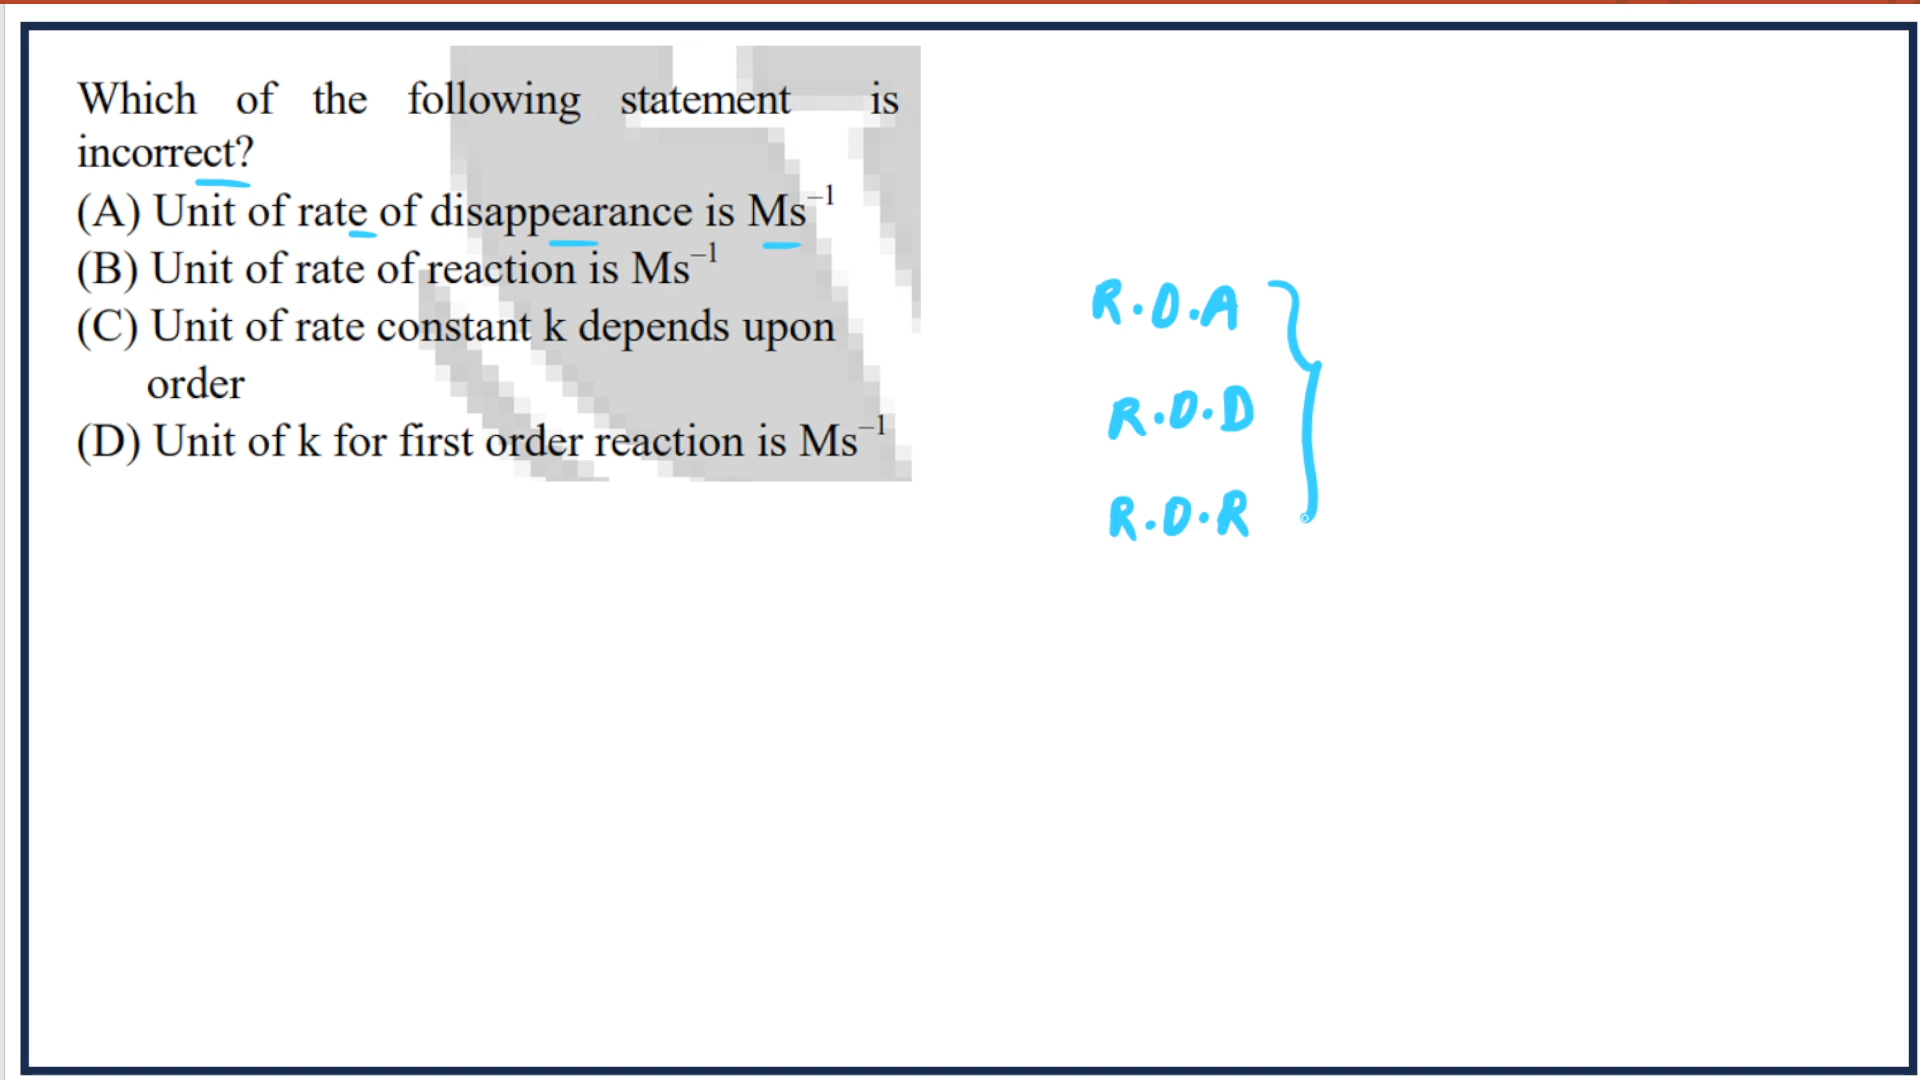 Which of the following statement is
incorrect?
(A) Unit of rate of disappearance is Ms⁻¹
(B) Unit of rate of reaction is Ms⁻¹
(C) Unit of rate constant k depends upon
order
(D) Unit of k for first order reaction is Ms⁻¹
R.O.A
R.O.D
R.O.R